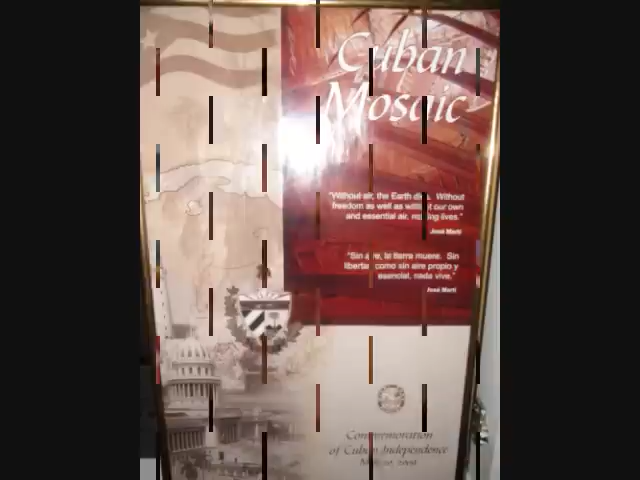 Cuban
Mosaic
"Without air, the Earth dies. Without
freedom as well as without our own
and essential air, nothing lives."
José Martí
"Sin aire, la tierra muere. Sin
libertad como sin aire propio y
esencial, nada vive."
José Martí
Commemoration
of Cuban Independence